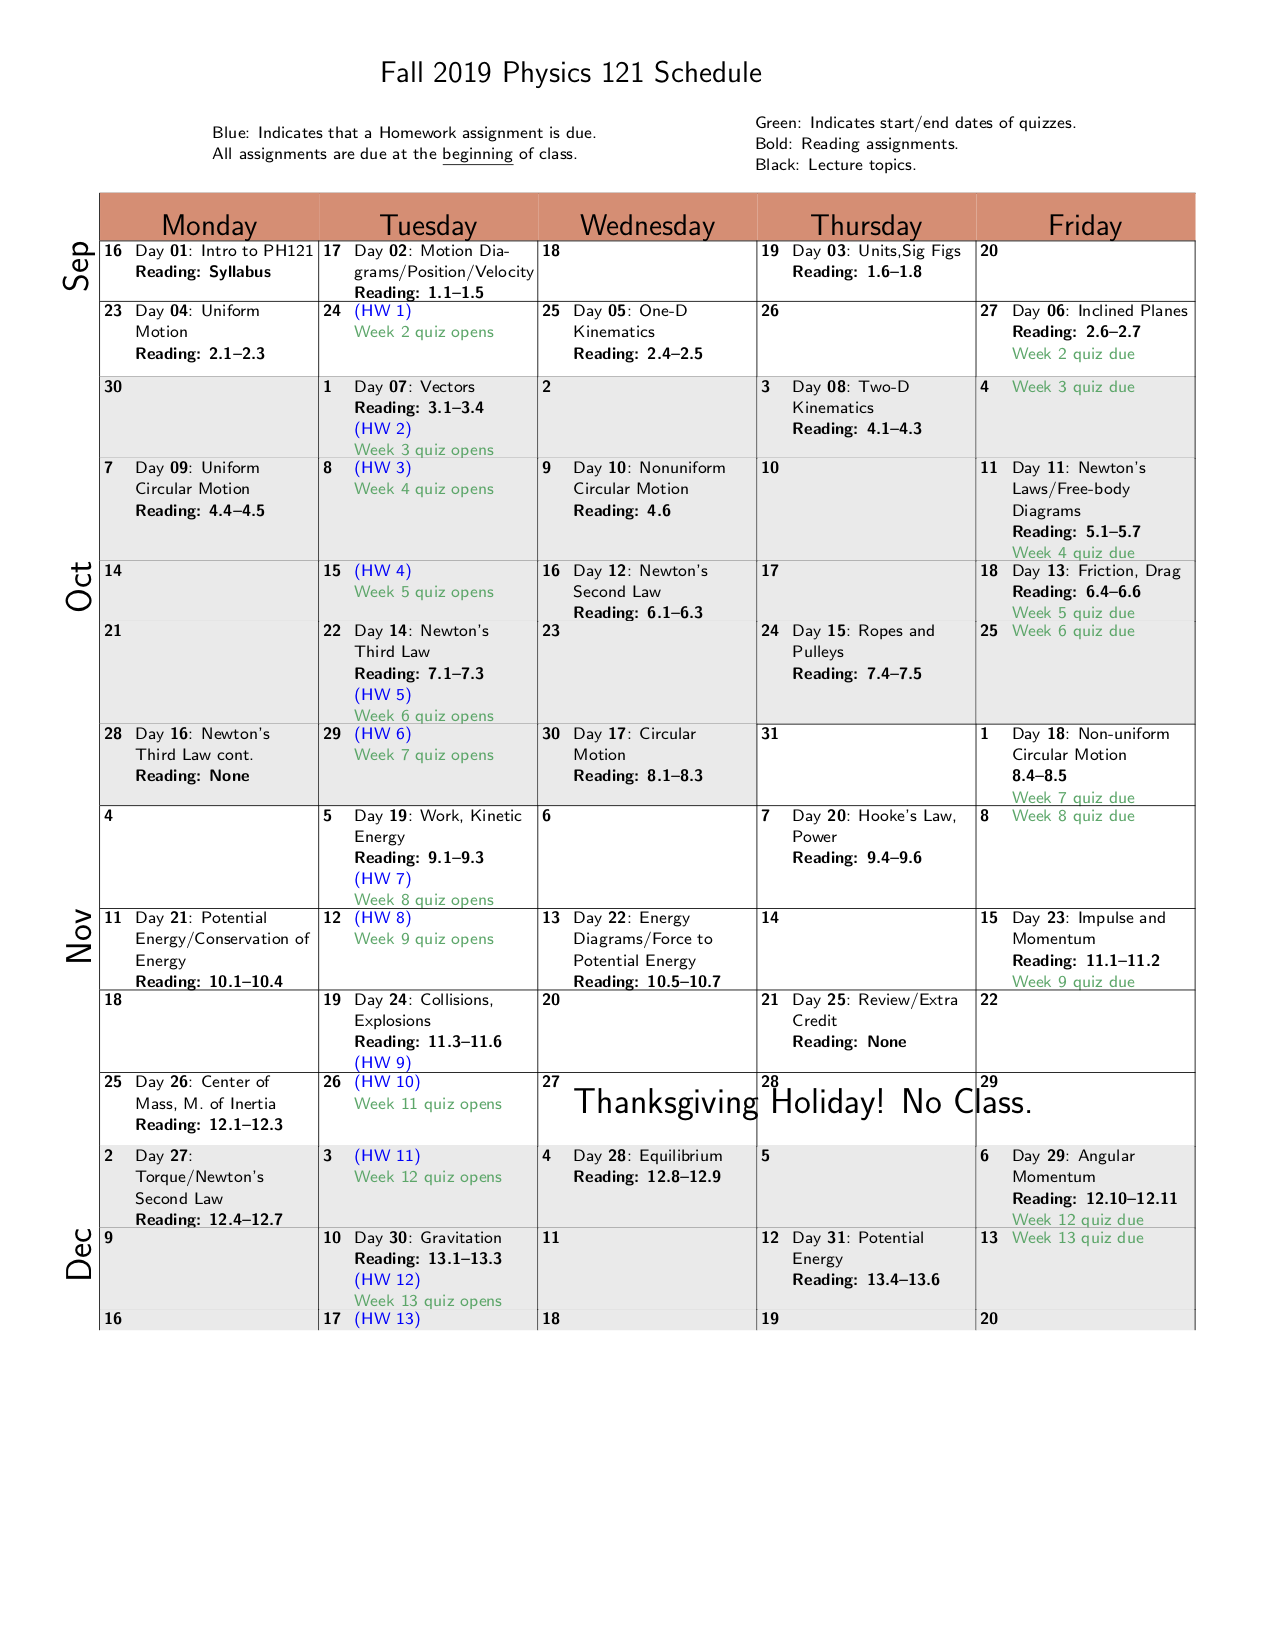 Fall 2019 Physics 121 Schedule
Blue: Indicates that a Homework assignment is due.
All assignments are due at the beginning of class.
Green: Indicates start/end dates of quizzes.
Bold: Reading assignments.
Black: Lecture topics.
Monday
Tuesday
Wednesday
Thursday
Friday
Sep
16 Day 01: Intro to PH121
Reading: Syllabus
17 Day 02: Motion Dia-
grams/Position/Velocity
Reading: 1.1–1.5
18
19 Day 03: Units,Sig Figs
Reading: 1.6–1.8
20
23 Day 04: Uniform
Motion
Reading: 2.1–2.3
24 (HW 1)
Week 2 quiz opens
25 Day 05: One-D
Kinematics
Reading: 2.4–2.5
26
27 Day 06: Inclined Planes
Reading: 2.6–2.7
Week 2 quiz due
30
1 Day 07: Vectors
Reading: 3.1–3.4
(HW 2)
Week 3 quiz opens
2
3 Day 08: Two-D
Kinematics
Reading: 4.1–4.3
4 Week 3 quiz due
7 Day 09: Uniform
Circular Motion
Reading: 4.4–4.5
8 (HW 3)
Week 4 quiz opens
9 Day 10: Nonuniform
Circular Motion
Reading: 4.6
10
11 Day 11: Newton's
Laws/Free-body
Diagrams
Reading: 5.1–5.7
Week 4 quiz due
Oct
14
15 (HW 4)
Week 5 quiz opens
16 Day 12: Newton's
Second Law
Reading: 6.1–6.3
17
18 Day 13: Friction, Drag
Reading: 6.4–6.6
Week 5 quiz due
21
22 Day 14: Newton's
Third Law
Reading: 7.1–7.3
(HW 5)
Week 6 quiz opens
23
24 Day 15: Ropes and
Pulleys
Reading: 7.4–7.5
25 Week 6 quiz due
28 Day 16: Newton's
Third Law cont.
Reading: None
29 (HW 6)
Week 7 quiz opens
30 Day 17: Circular
Motion
Reading: 8.1–8.3
31
1 Day 18: Non-uniform
Circular Motion
8.4–8.5
Week 7 quiz due
4
5 Day 19: Work, Kinetic
Energy
Reading: 9.1–9.3
(HW 7)
Week 8 quiz opens
6
7 Day 20: Hooke's Law,
Power
Reading: 9.4–9.6
8 Week 8 quiz due
Nov
11 Day 21: Potential
Energy/Conservation of
Energy
Reading: 10.1–10.4
12 (HW 8)
Week 9 quiz opens
13 Day 22: Energy
Diagrams/Force to
Potential Energy
Reading: 10.5–10.7
14
15 Day 23: Impulse and
Momentum
Reading: 11.1–11.2
Week 9 quiz due
18
19 Day 24: Collisions,
Explosions
Reading: 11.3–11.6
(HW 9)
20
21 Day 25: Review/Extra
Credit
Reading: None
22
25 Day 26: Center of
Mass, M. of Inertia
Reading: 12.1–12.3
26 (HW 10)
Week 11 quiz opens
27
28
29
Thanksgiving Holiday! No Class.
2 Day 27:
Torque/Newton's
Second Law
Reading: 12.4–12.7
3 (HW 11)
Week 12 quiz opens
4 Day 28: Equilibrium
Reading: 12.8–12.9
5
6 Day 29: Angular
Momentum
Reading: 12.10–12.11
Week 12 quiz due
Dec
9
10 Day 30: Gravitation
Reading: 13.1–13.3
(HW 12)
Week 13 quiz opens
11
12 Day 31: Potential
Energy
Reading: 13.4–13.6
13 Week 13 quiz due
16
17 (HW 13)
18
19
20